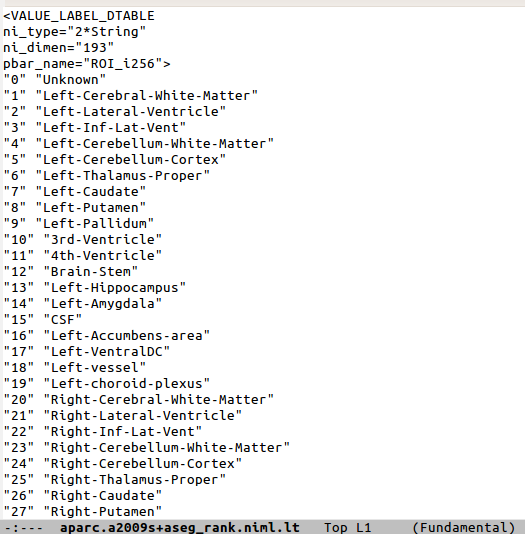 <VALUE_LABEL_DTABLE
ni_type="2*String"
ni_dimen="193"
pbar_name="ROI_i256">
"0" "Unknown"
"1" "Left-Cerebral-White-Matter"
"2" "Left-Lateral-Ventricle"
"3" "Left-Inf-Lat-Vent"
"4" "Left-Cerebellum-White-Matter"
"5" "Left-Cerebellum-Cortex"
"6" "Left-Thalamus-Proper"
"7" "Left-Caudate"
"8" "Left-Putamen"
"9" "Left-Pallidum"
"10" "3rd-Ventricle"
"11" "4th-Ventricle"
"12" "Brain-Stem"
"13" "Left-Hippocampus"
"14" "Left-Amygdala"
"15" "CSF"
"16" "Left-Accumbens-area"
"17" "Left-VentralDC"
"18" "Left-vessel"
"19" "Left-choroid-plexus"
"20" "Right-Cerebral-White-Matter"
"21" "Right-Lateral-Ventricle"
"22" "Right-Inf-Lat-Vent"
"23" "Right-Cerebellum-White-Matter"
"24" "Right-Cerebellum-Cortex"
"25" "Right-Thalamus-Proper"
"26" "Right-Caudate"
"27" "Right-Putamen"
-:--- aparc.a2009s+aseg_rank.niml.lt Top L1 (Fundamental)